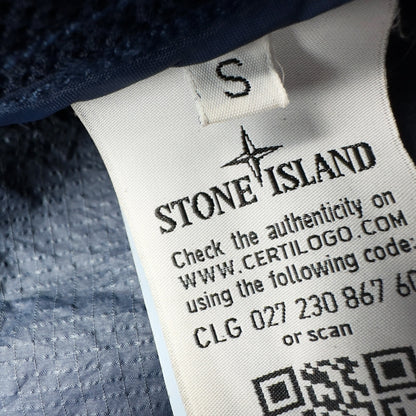 S
STONE ISLAND
Check the authenticity on
WWW.CERTILOGO.COM
using the following code.
CLG 027 230 867 60
or scan